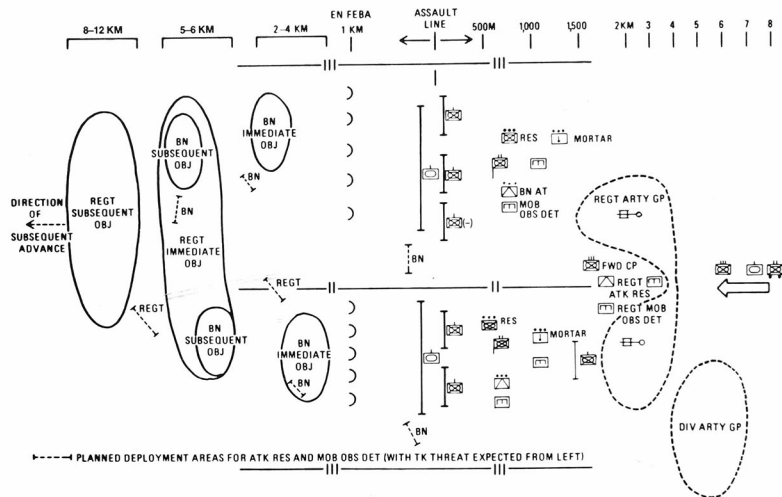 8–12 KM
5–6 KM
2–4 KM
EN FEBA
1 KM
ASSAULT
LINE
500M
1,000
1,500
2KM
3
4
5
6
7
8
BN
SUBSEQUENT
OBJ
BN
IMMEDIATE
OBJ
BN
BN
REGT
SUBSEQUENT
OBJ
DIRECTION
OF
SUBSEQUENT
ADVANCE
REGT
IMMEDIATE
OBJ
REGT
REGT
BN
SUBSEQUENT
OBJ
BN
IMMEDIATE
OBJ
BN
RES
MORTAR
BN AT
MOB
OBS DET
(-)
BN
REGT ARTY GP
FWD CP
REGT
ATK RES
REGT MOB
OBS DET
RES
MORTAR
BN
DIV ARTY GP
PLANNED DEPLOYMENT AREAS FOR ATK RES AND MOB OBS DET (WITH TK THREAT EXPECTED FROM LEFT)